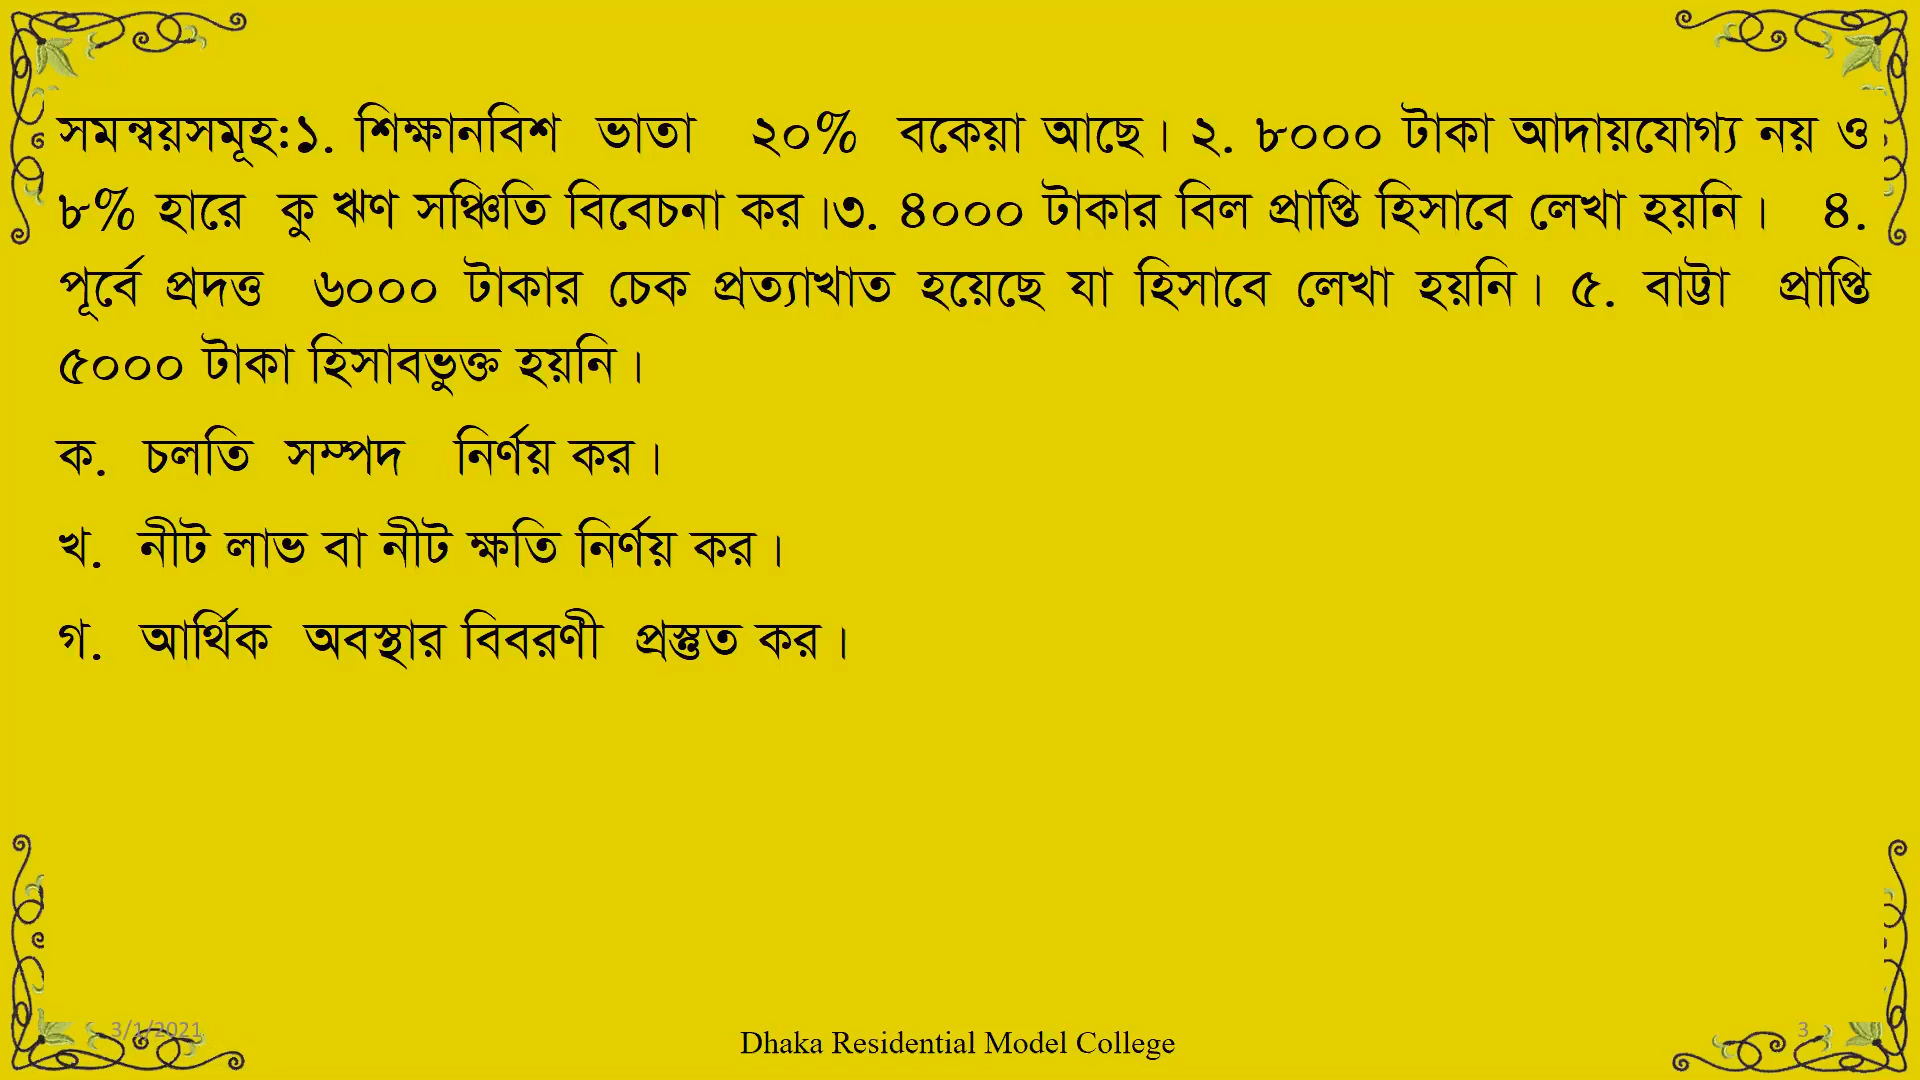 সমন্বয়সমূহ:১. শিক্ষানবিশ ভাতা ২০% বকেয়া আছে। ২. ৮০০০ টাকা আদায়যোগ্য নয় ও
৮% হারে কু ঋণ সঞ্চিতি বিবেচনা কর।৩. ৪০০০ টাকার বিল প্রাপ্তি হিসাবে লেখা হয়নি। ৪.
পূর্বে প্রদত্ত ৬০০০ টাকার চেক প্রত্যাখাত হয়েছে যা হিসাবে লেখা হয়নি। ৫. বাট্টা প্রাপ্তি
৫০০০ টাকা হিসাবভুক্ত হয়নি।
ক. চলতি সম্পদ নির্ণয় কর।
খ. নীট লাভ বা নীট ক্ষতি নির্ণয় কর।
গ. আর্থিক অবস্থার বিবরণী প্রস্তুত কর।
3/1/2021
Dhaka Residential Model College
3